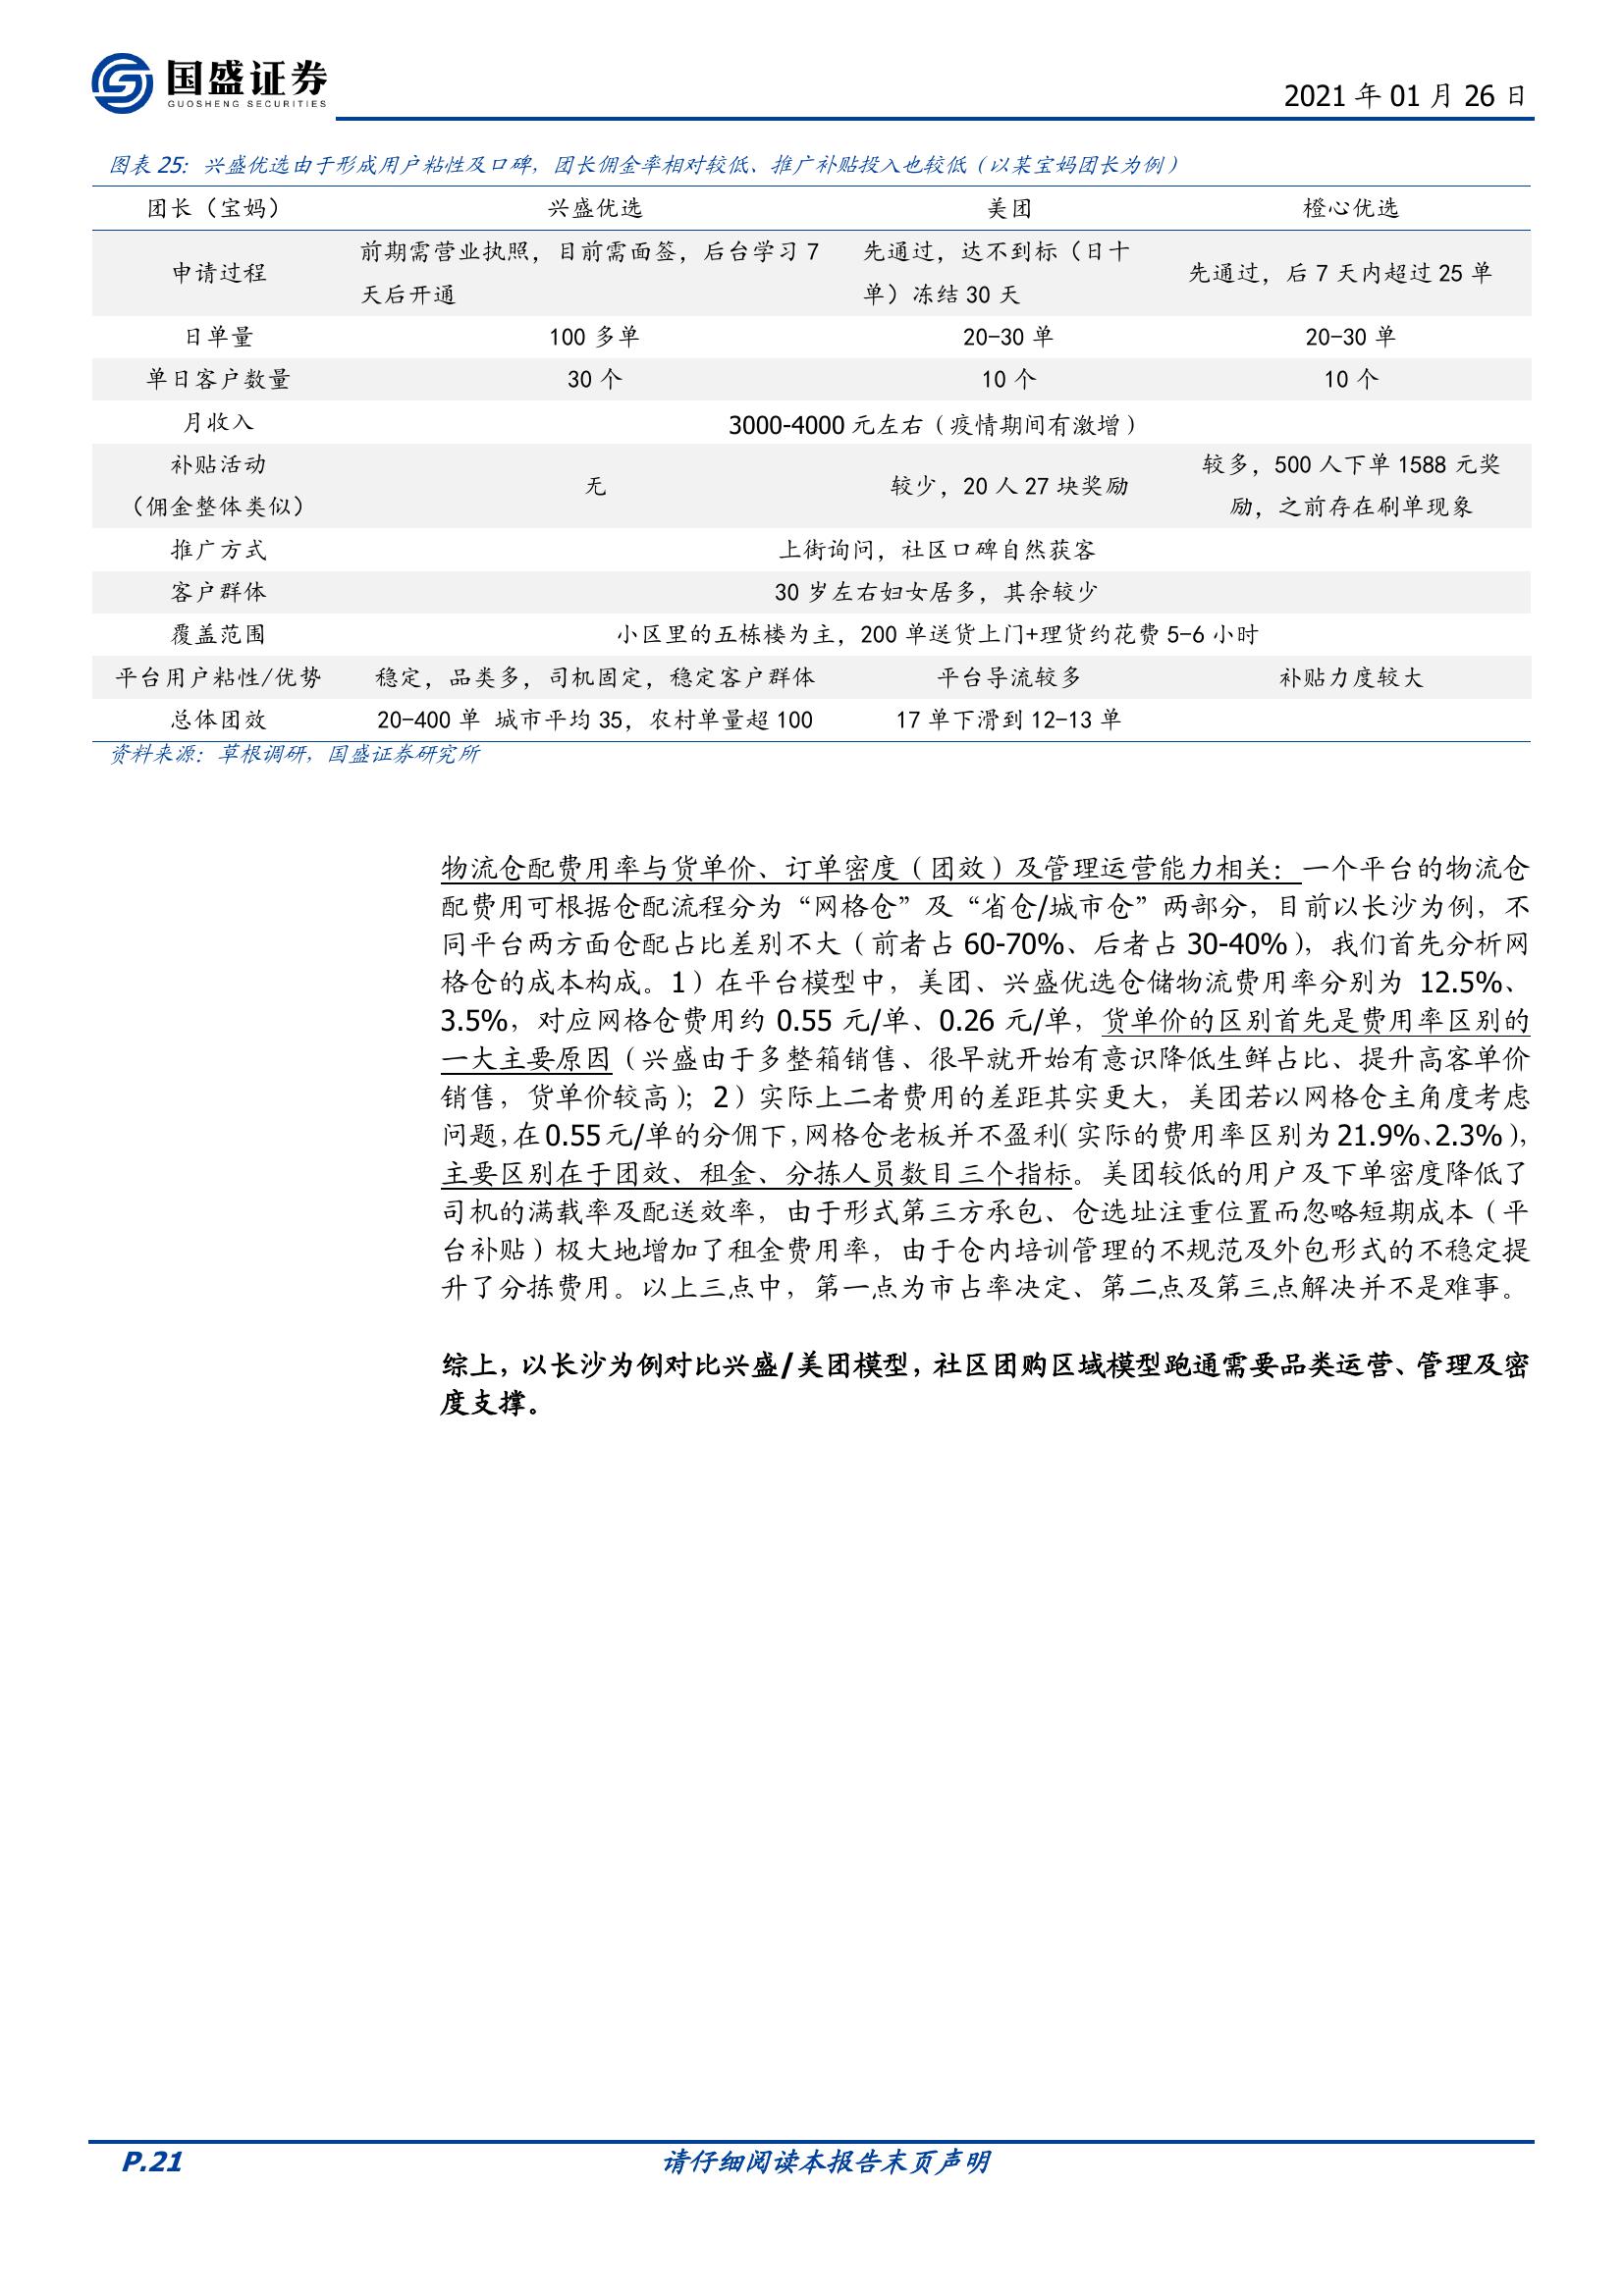 国盛证券
GUOSHENG SECURITIES
2021 年 01 月 26 日
图表 25：兴盛优选由于形成用户粘性及口碑，团长佣金率相对较低、推广补贴投入也较低（以某宝妈团长为例）
团长（宝妈） 兴盛优选 美团 橙心优选
申请过程 前期需营业执照，目前需面签，后台学习 7 天后开通 先通过，达不到标（日十单）冻结 30 天 先通过，后 7 天内超过 25 单
日单量 100 多单 20-30 单 20-30 单
单日客户数量 30 个 10 个 10 个
月收入 3000-4000 元左右（疫情期间有激增）
补贴活动（佣金整体类似） 无 较少，20 人 27 块奖励 较多，500 人下单 1588 元奖励，之前存在刷单现象
推广方式 上街询问，社区口碑自然获客
客户群体 30 岁左右妇女居多，其余较少
覆盖范围 小区里的五栋楼为主，200 单送货上门+理货约花费 5-6 小时
平台用户粘性/优势 稳定，品类多，司机固定，稳定客户群体 平台导流较多 补贴力度较大
总体团效 20-400 单 城市平均 35，农村单量超 100 17 单下滑到 12-13 单
资料来源：草根调研，国盛证券研究所
物流仓配费用率与货单价、订单密度（团效）及管理运营能力相关：一个平台的物流仓
配费用可根据仓配流程分为“网格仓”及“省仓/城市仓”两部分，目前以长沙为例，不
同平台两方面仓配占比差别不大（前者占 60-70%、后者占 30-40%），我们首先分析网
格仓的成本构成。1）在平台模型中，美团、兴盛优选仓储物流费用率分别为 12.5%、
3.5%，对应网格仓费用约 0.55 元/单、0.26 元/单，货单价的区别首先是费用率区别的
一大主要原因（兴盛由于多整箱销售、很早就开始有意识降低生鲜占比、提升高客单价
销售，货单价较高）；2）实际上二者费用的差距其实更大，美团若以网格仓主角度考虑
问题，在 0.55 元/单的分佣下，网格仓老板并不盈利（实际的费用率区别为 21.9%、2.3%），
主要区别在于团效、租金、分拣人员数目三个指标。美团较低的用户及下单密度降低了
司机的满载率及配送效率，由于形式第三方承包、仓选址注重位置而忽略短期成本（平
台补贴）极大地增加了租金费用率，由于仓内培训管理的不规范及外包形式的不稳定提
升了分拣费用。以上三点中，第一点为市占率决定、第二点及第三点解决并不是难事。
综上，以长沙为例对比兴盛/美团模型，社区团购区域模型跑通需要品类运营、管理及密
度支撑。
P.21 请仔细阅读本报告末页声明